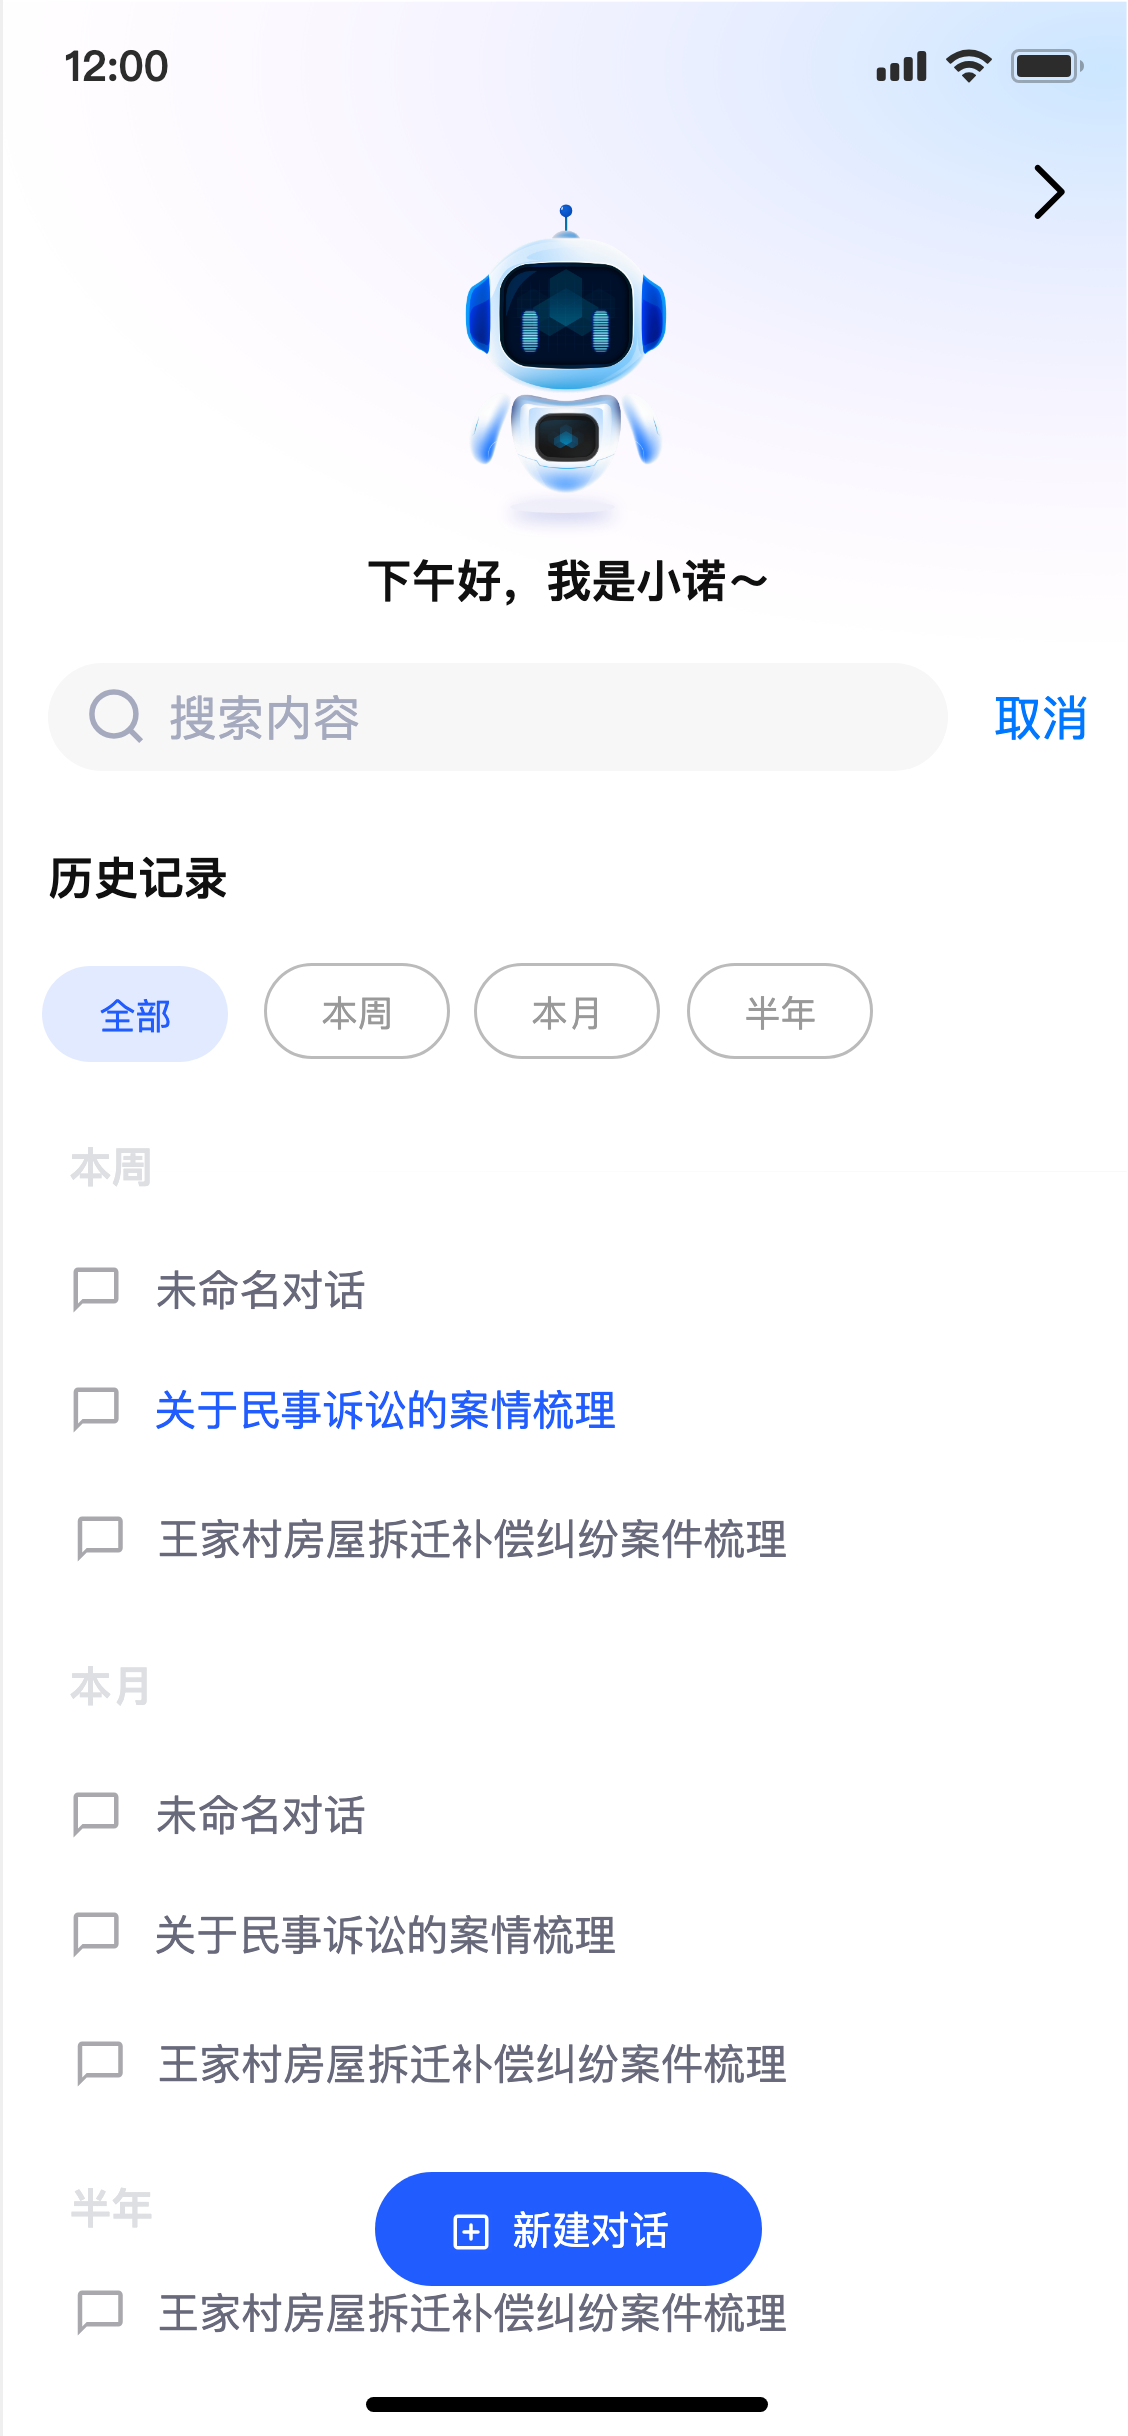 12:00
下午好，我是小诺～
搜索内容
取消
历史记录
全部
本周
本月
半年
本周
未命名对话
关于民事诉讼的案情梳理
王家村房屋拆迁补偿纠纷案件梳理
本月
未命名对话
关于民事诉讼的案情梳理
王家村房屋拆迁补偿纠纷案件梳理
半年
新建对话
王家村房屋拆迁补偿纠纷案件梳理